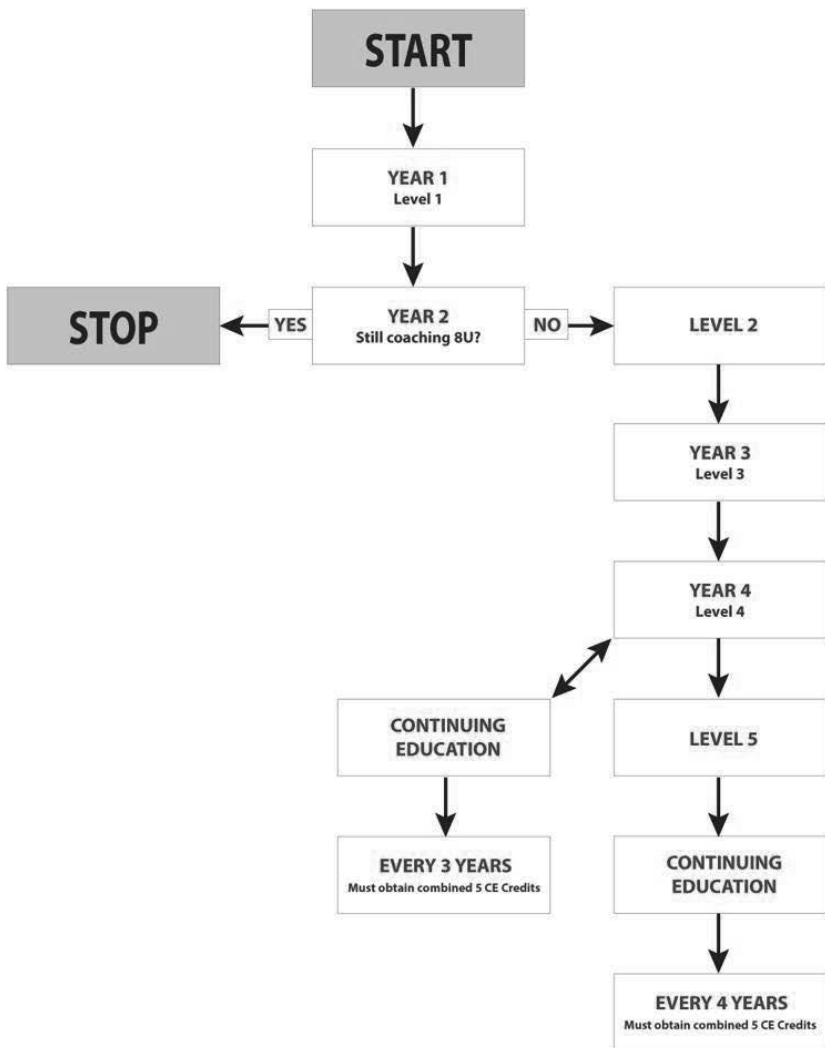 START
YEAR 1
Level 1
STOP
YES
YEAR 2
Still coaching 8U?
NO
LEVEL 2
YEAR 3
Level 3
YEAR 4
Level 4
CONTINUING
EDUCATION
LEVEL 5
EVERY 3 YEARS
Must obtain combined 5 CE Credits
CONTINUING
EDUCATION
EVERY 4 YEARS
Must obtain combined 5 CE Credits